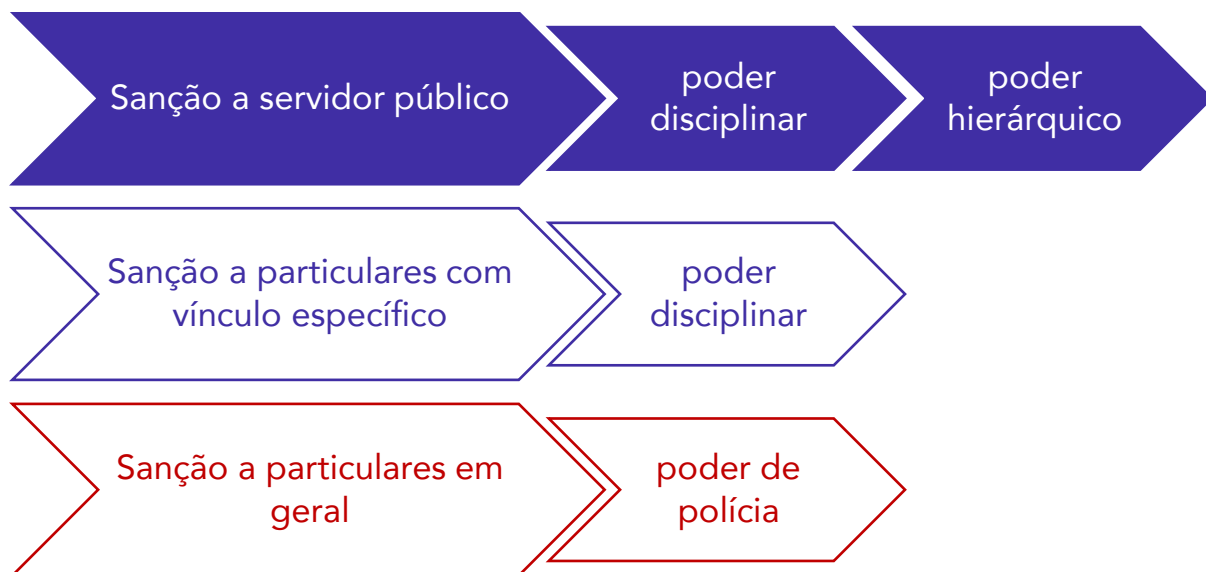 Sanção a servidor público
poder
disciplinar
poder
hierárquico
Sanção a particulares com
vínculo específico
poder
disciplinar
Sanção a particulares em
geral
poder de
polícia